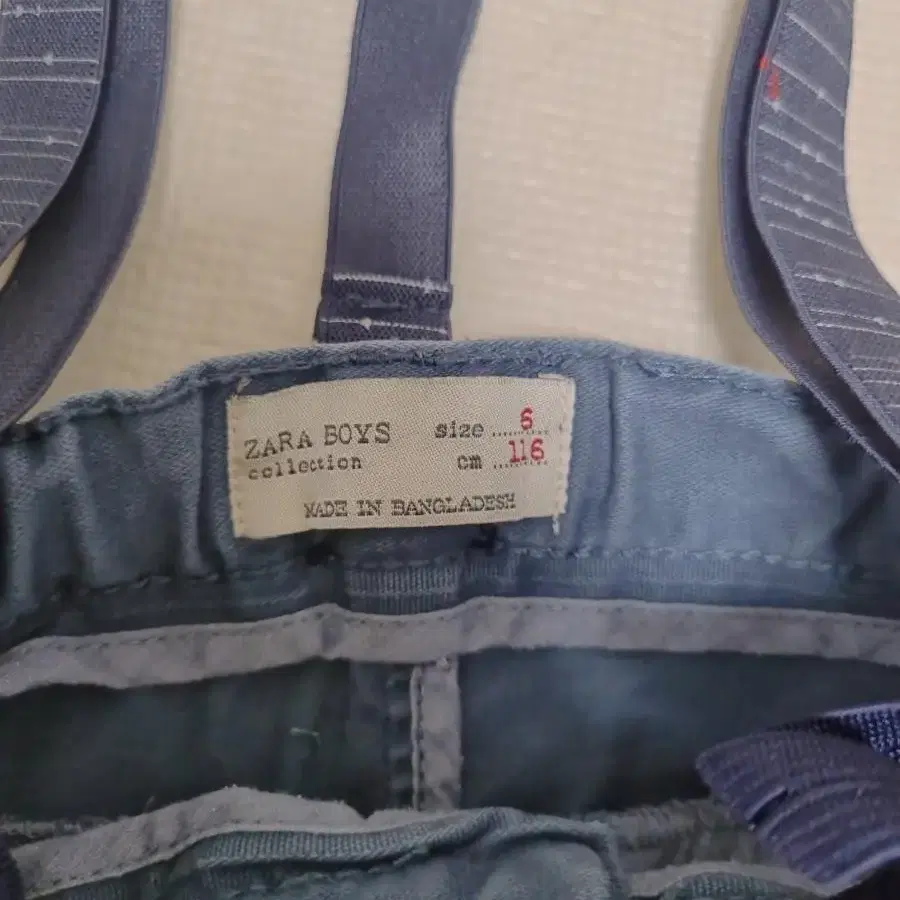 ZARA BOYS size 6
collection cm 116
MADE IN BANGLADESH